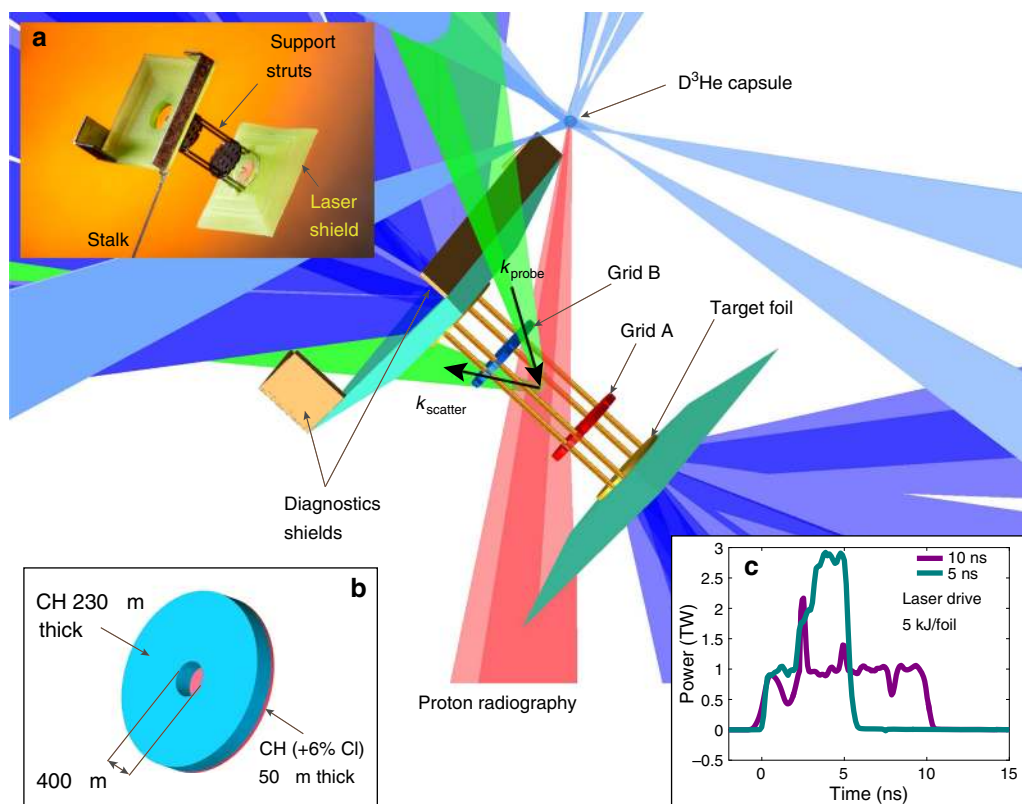 a
Support
struts
Laser
shield
Stalk
D³He capsule
k_probe
Grid B
Grid A
Target foil
k_scatter
Diagnostics
shields
Proton radiography
b
CH 230 m
thick
400 m
CH (+6% Cl)
50 m thick
c
10 ns
5 ns
Laser drive
5 kJ/foil
Power (TW)
3
2.5
2
1.5
1
0.5
0
–0.5
0 5 10 15
Time (ns)